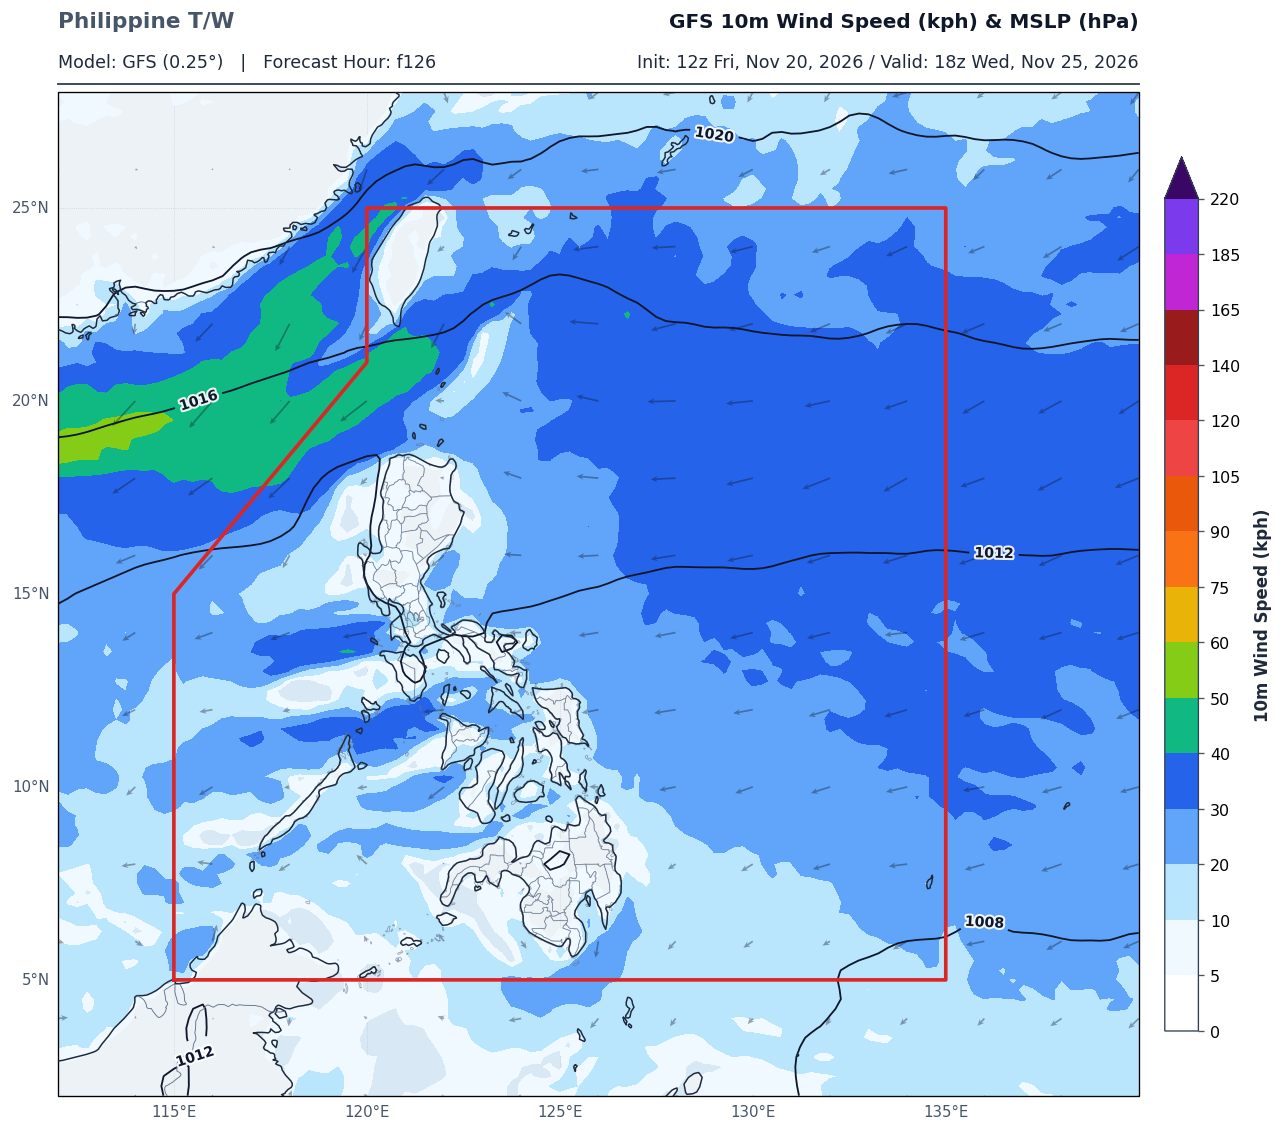 Philippine T/W
GFS 10m Wind Speed (kph) & MSLP (hPa)
Model: GFS (0.25°) | Forecast Hour: f126
Init: 12z Fri, Nov 20, 2026 / Valid: 18z Wed, Nov 25, 2026
1020
1016
1012
1008
1012
25°N
20°N
15°N
10°N
5°N
115°E
120°E
125°E
130°E
135°E
220
185
165
140
120
105
90
75
60
50
40
30
20
10
5
0
10m Wind Speed (kph)